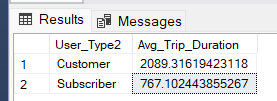 Results Messages
User_Type2 Avg_Trip_Duration
1 Customer 2089.31619423118
2 Subscriber 767.102443855267